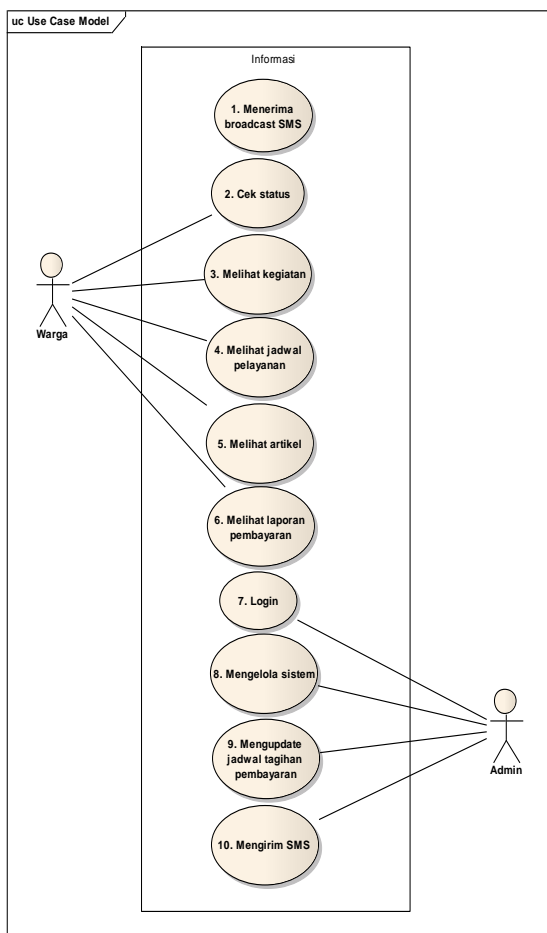 uc Use Case Model
Informasi
1. Menerima
broadcast SMS
2. Cek status
3. Melihat kegiatan
4. Melihat jadwal
pelayanan
5. Melihat artikel
6. Melihat laporan
pembayaran
7. Login
8. Mengelola sistem
9. Mengupdate
jadwal tagihan
pembayaran
10. Mengirim SMS
Warga
Admin